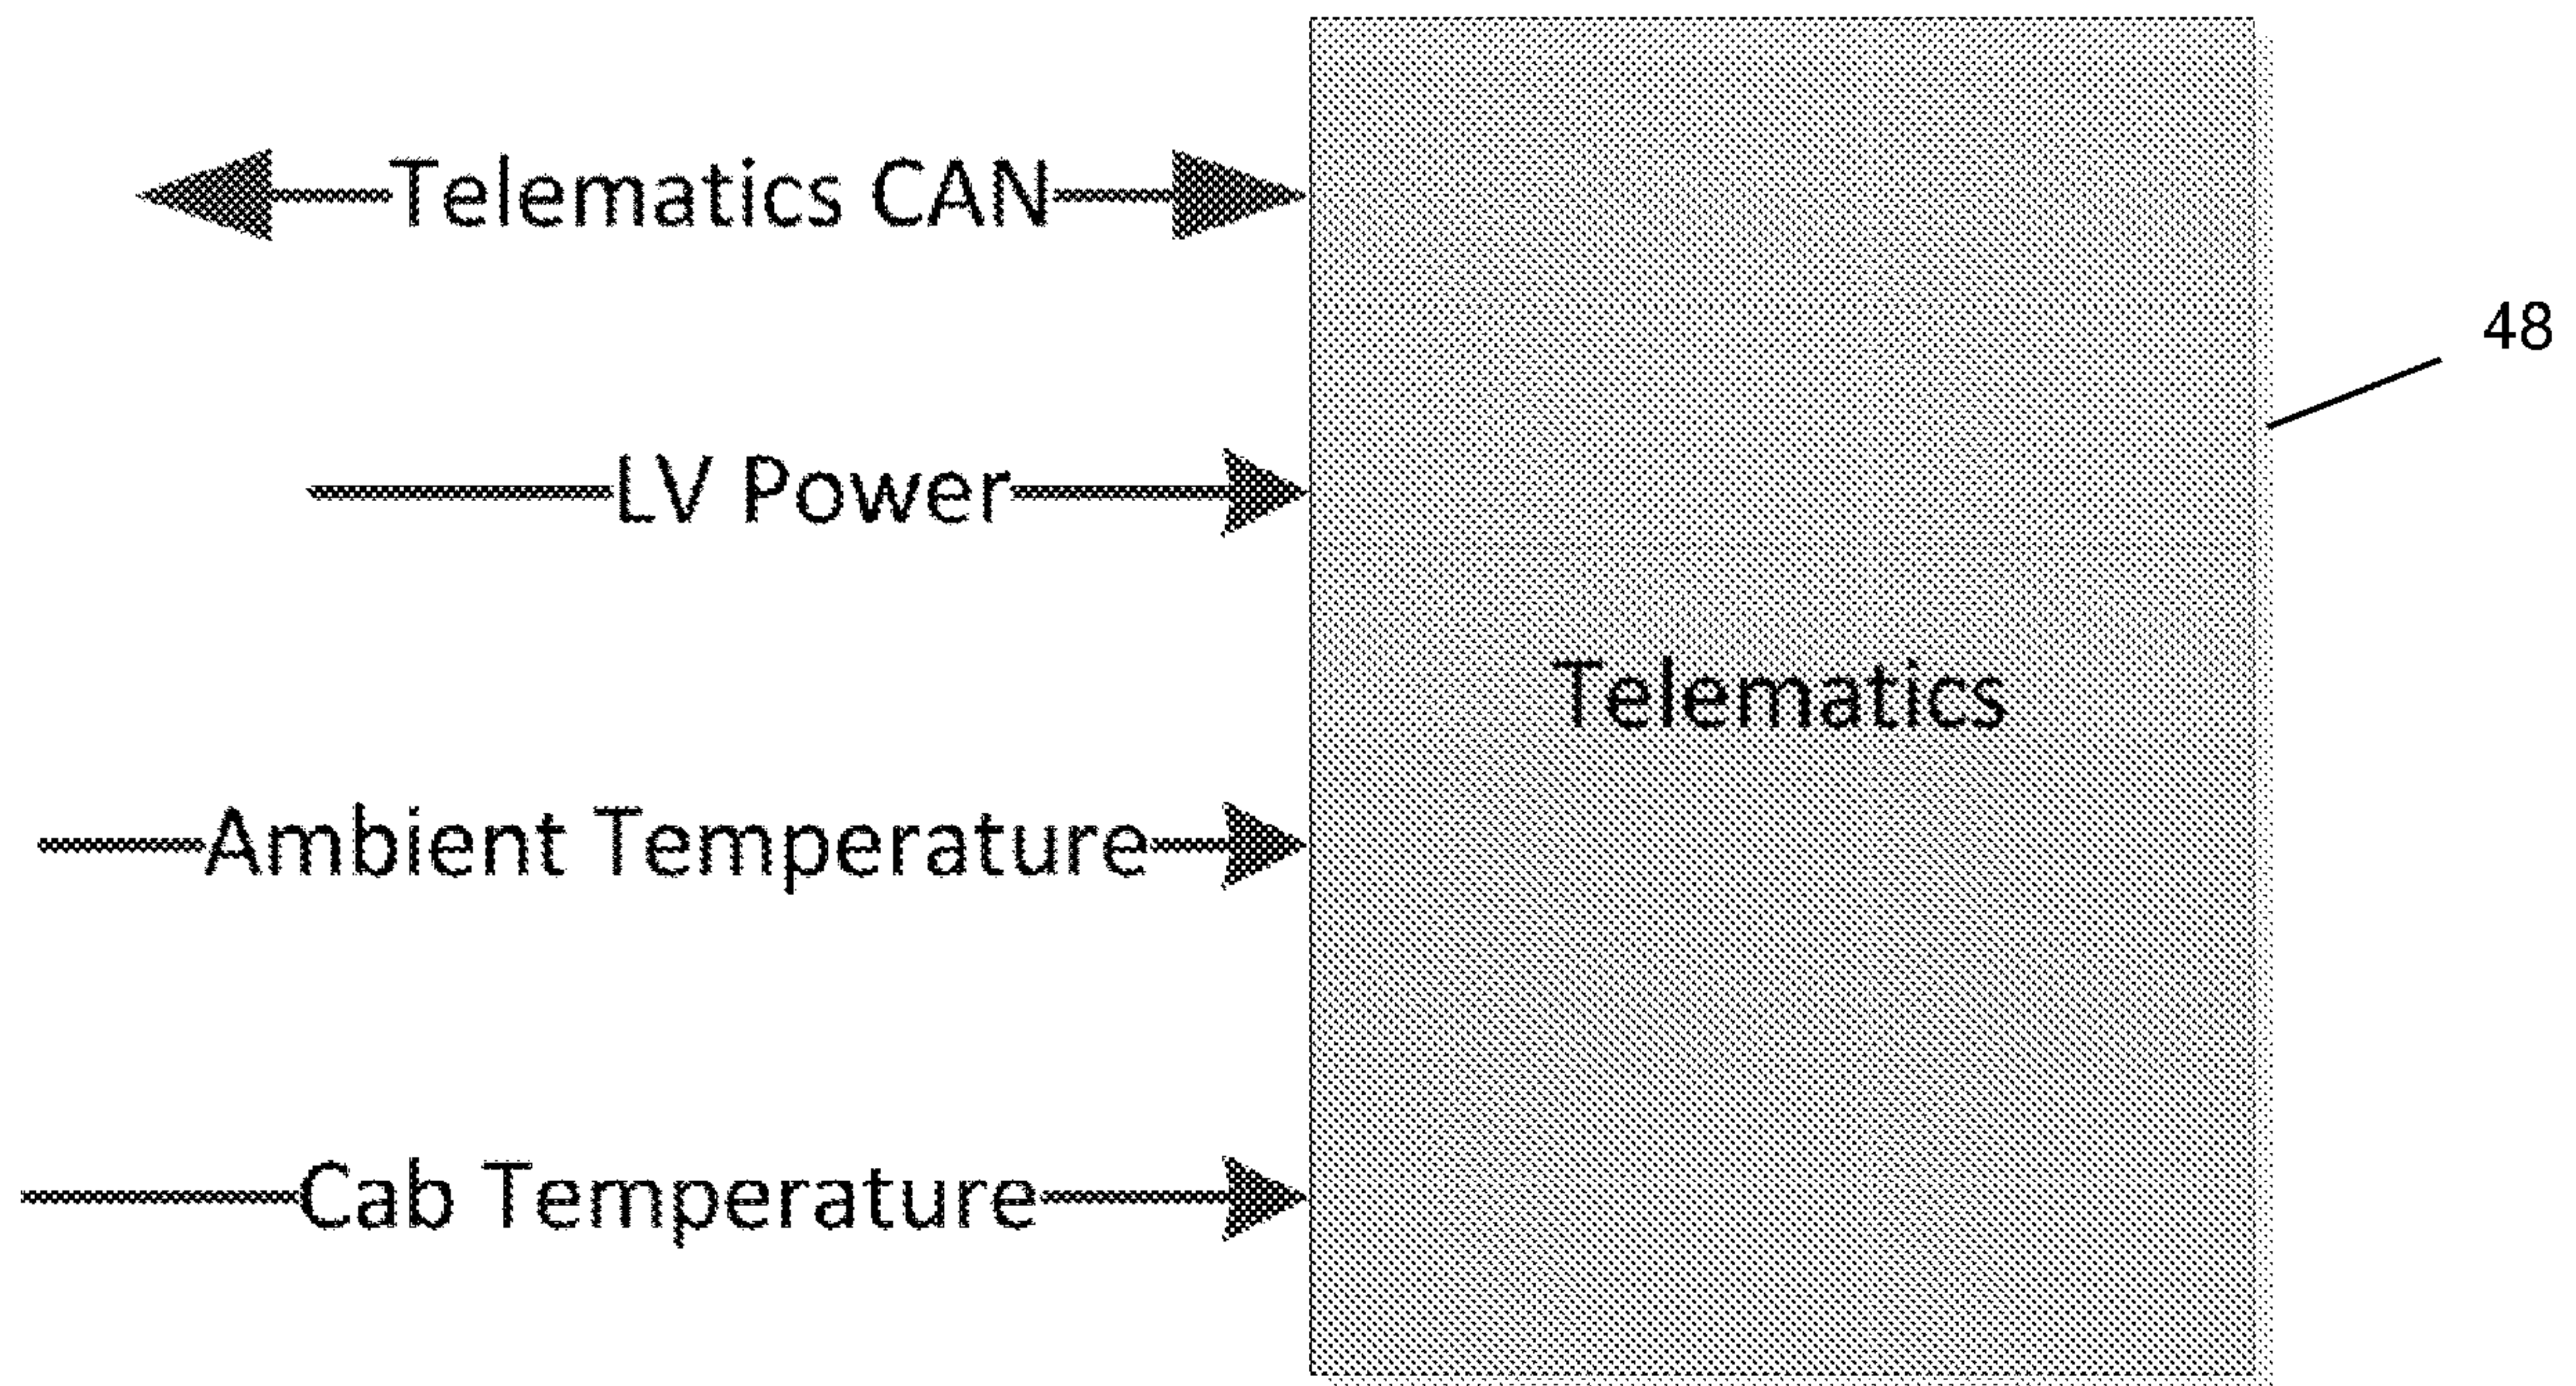 Telematics CAN
48
LV Power
Telematics
Ambient Temperature
Cab Temperature